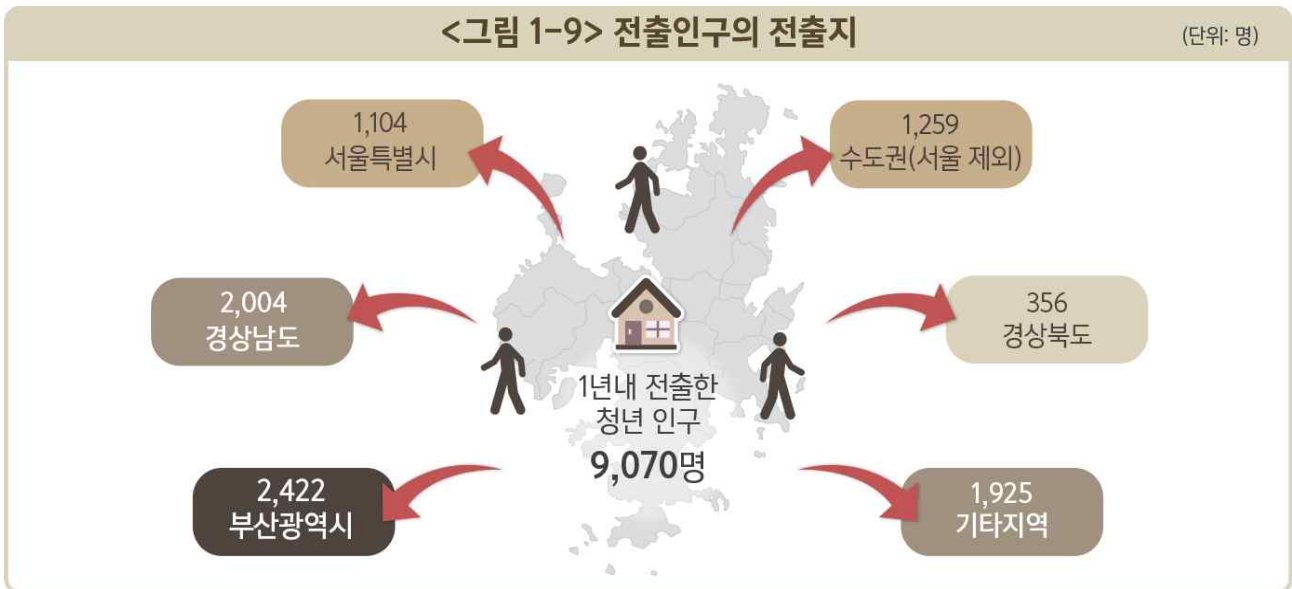 <그림 1-9> 전출인구의 전출지
(단위: 명)
1,104
서울특별시
1,259
수도권(서울 제외)
2,004
경상남도
356
경상북도
1년내 전출한
청년 인구
9,070명
2,422
부산광역시
1,925
기타지역